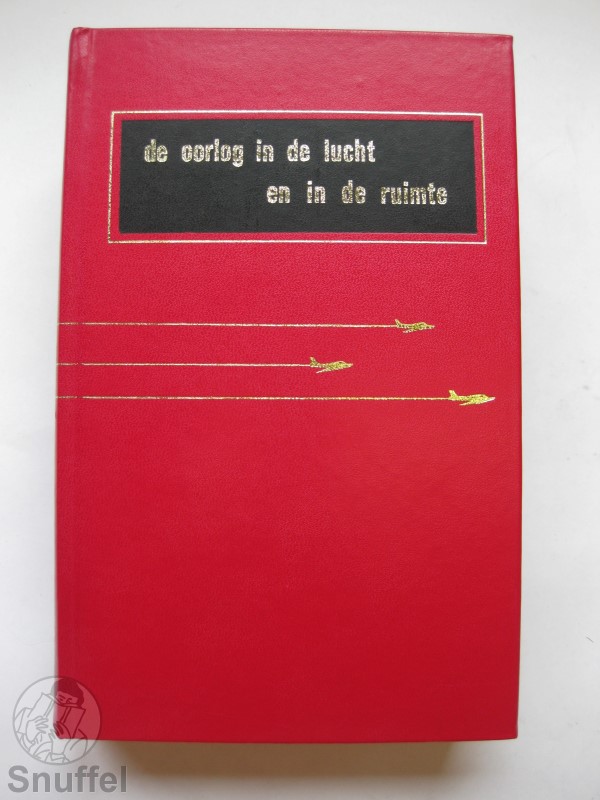 de oorlog in de lucht
en in de ruimte
Snuffel